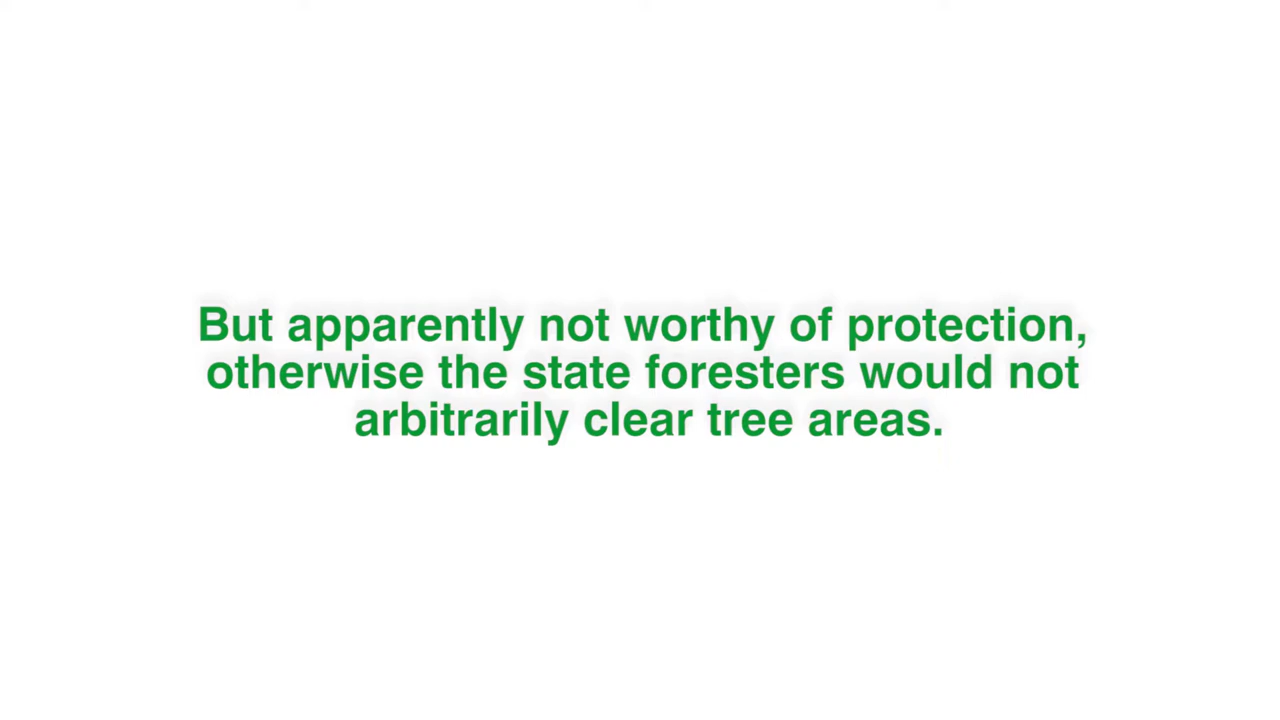 But apparently not worthy of protection,
otherwise the state foresters would not
arbitrarily clear tree areas.